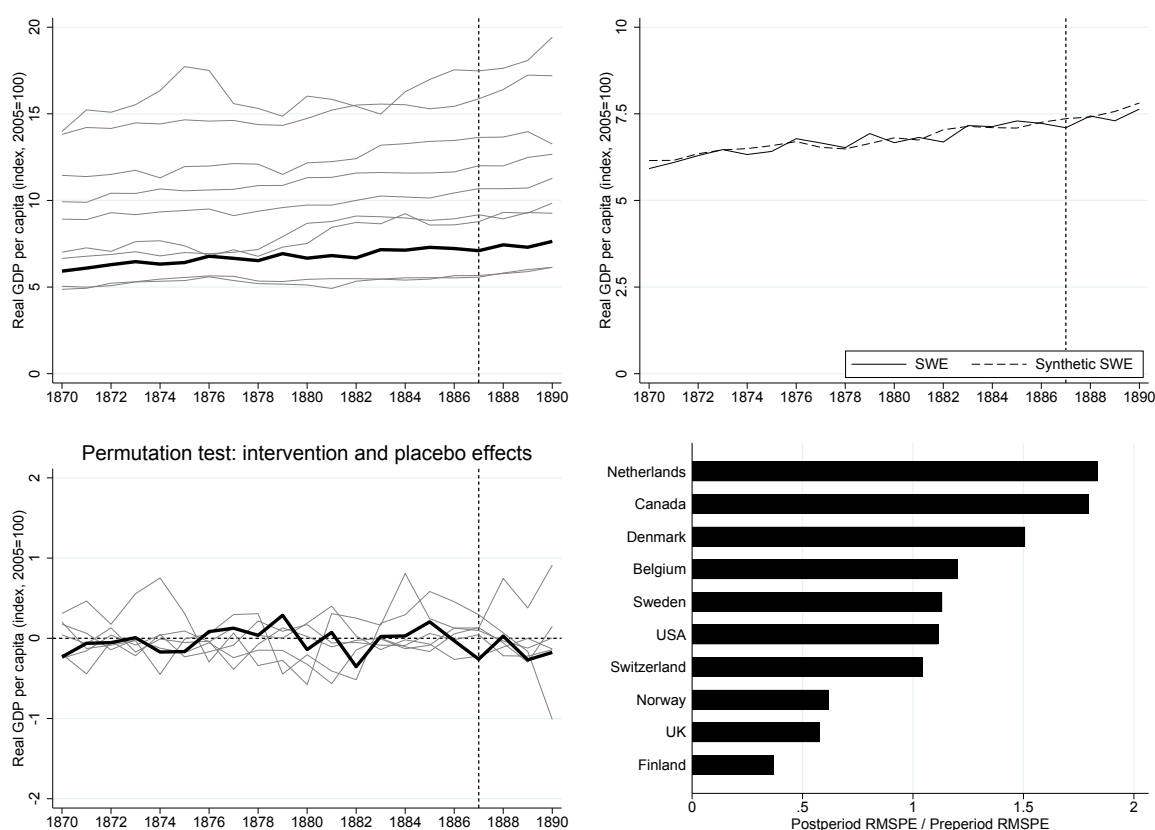 Real GDP per capita (index, 2005=100)
20
15
10
5
0
1870 1872 1874 1876 1878 1880 1882 1884 1886 1888 1890
Real GDP per capita (index, 2005=100)
10
7.5
5
2.5
0
SWE Synthetic SWE
1870 1872 1874 1876 1878 1880 1882 1884 1886 1888 1890
Permutation test: intervention and placebo effects
Real GDP per capita (index, 2005=100)
2
1
0
-1
-2
1870 1872 1874 1876 1878 1880 1882 1884 1886 1888 1890
Netherlands
Canada
Denmark
Belgium
Sweden
USA
Switzerland
Norway
UK
Finland
0 .5 1 1.5 2
Postperiod RMSPE / Preperiod RMSPE